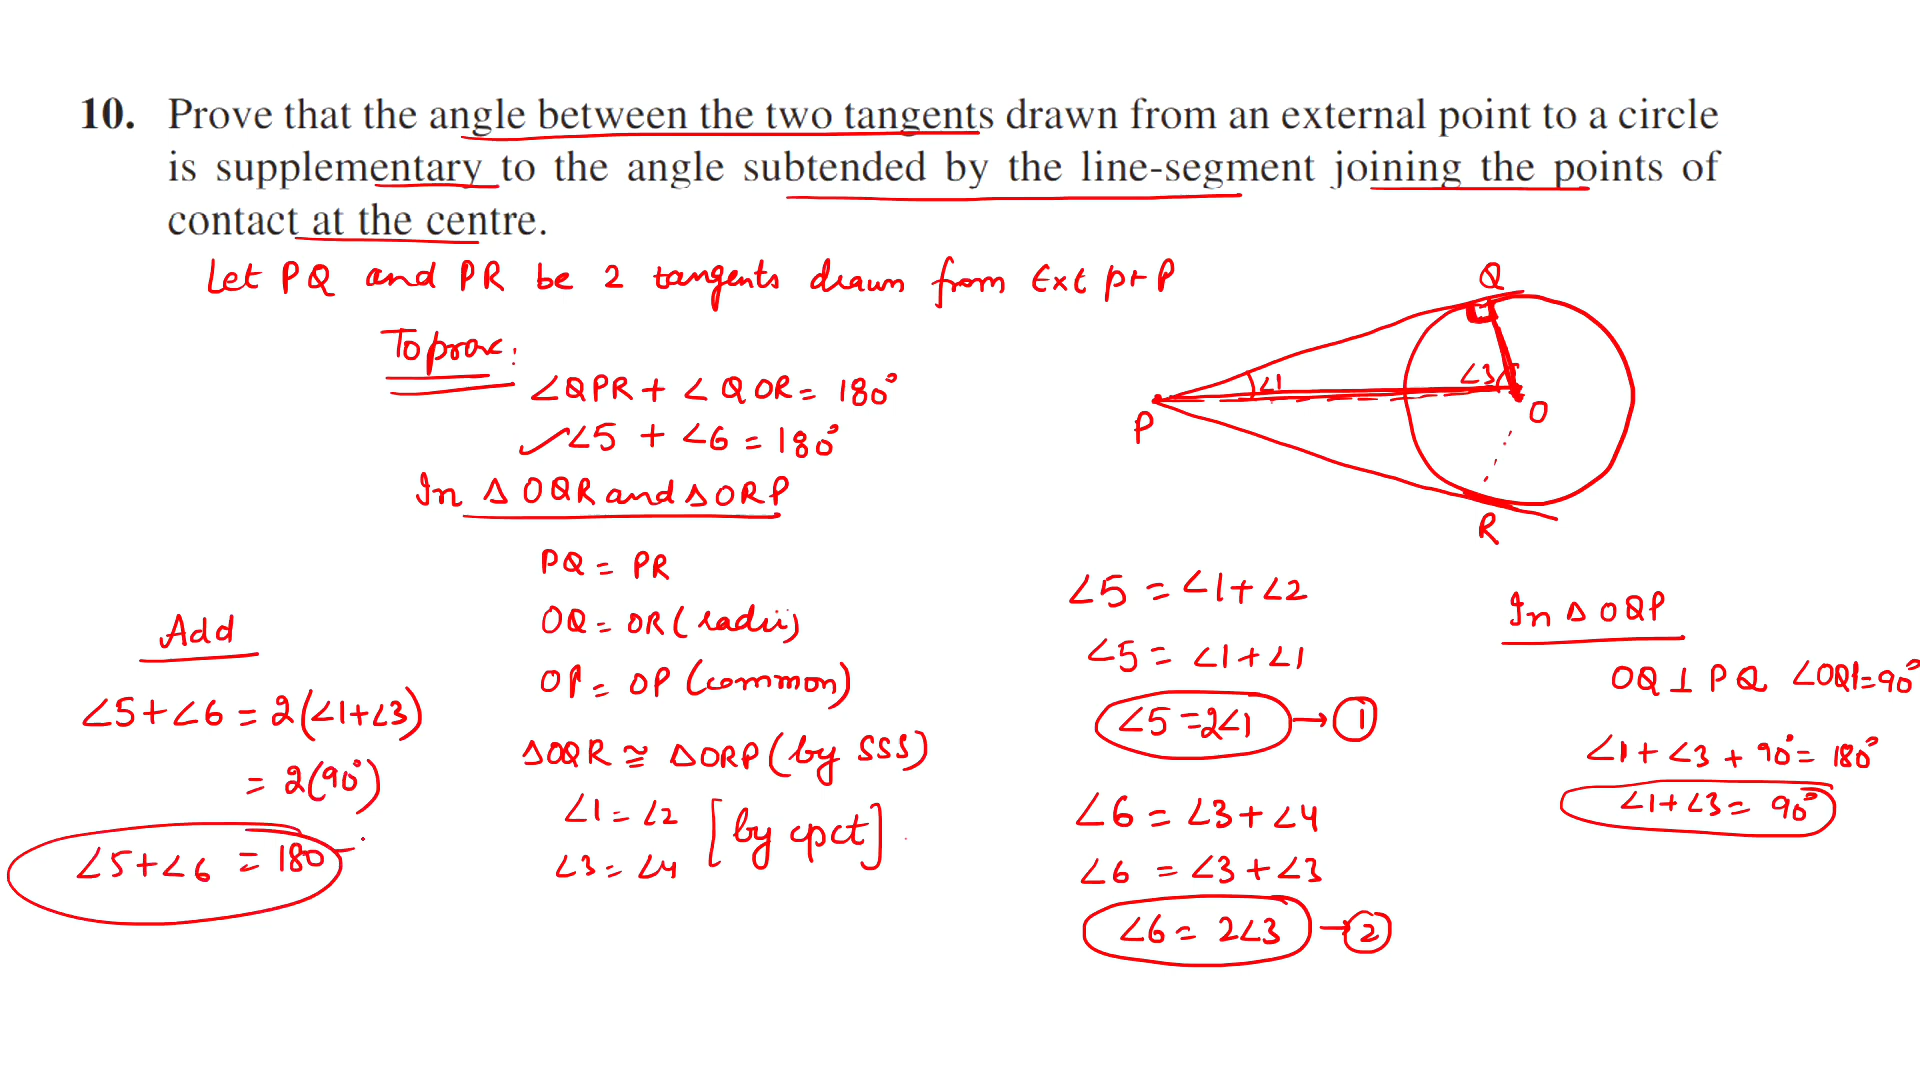 10. Prove that the angle between the two tangents drawn from an external point to a circle
is supplementary to the angle subtended by the line-segment joining the points of
contact at the centre.
Let PQ and PR be 2 tangents drawn from Ext pt P
To prove:
∠QPR + ∠QOR = 180°
∠5 + ∠6 = 180°
In Δ OQR and Δ ORP
PQ = PR
OQ = OR (radii)
OP = OP (common)
ΔOQR ≅ ΔORP (by SSS)
∠1 = ∠2
∠3 = ∠4
[by cpct]
Q
∠1
∠3
P
O
R
∠5 = ∠1 + ∠2
∠5 = ∠1 + ∠1
∠5 = 2∠1 → 1
∠6 = ∠3 + ∠4
∠6 = ∠3 + ∠3
∠6 = 2∠3 → 2
In Δ OQP
OQ ⊥ PQ ∠OQP = 90°
∠1 + ∠3 + 90° = 180°
∠1 + ∠3 = 90°
Add
∠5 + ∠6 = 2(∠1 + ∠3)
= 2(90°)
∠5 + ∠6 = 180